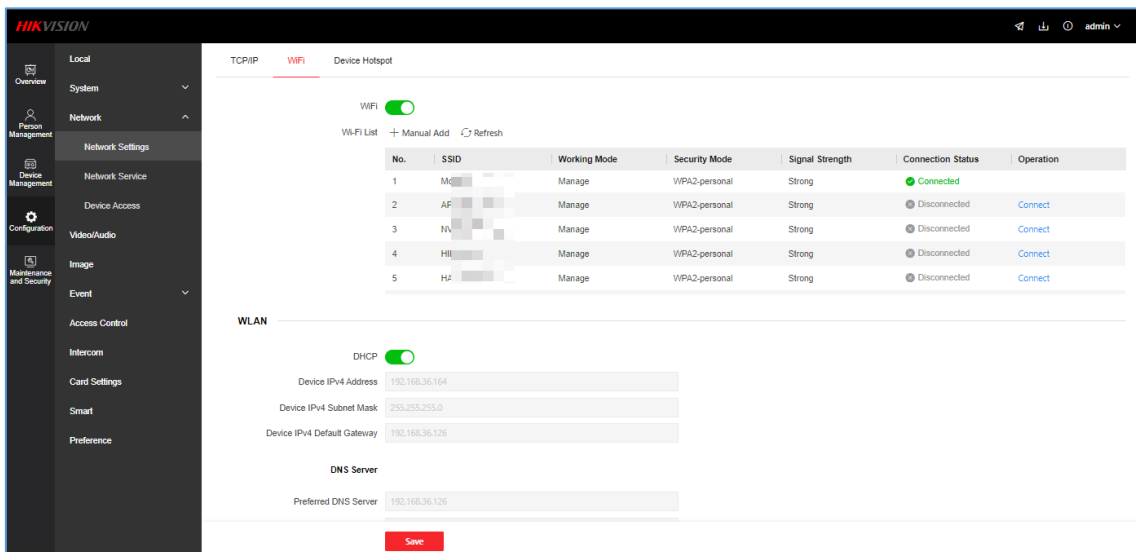 HIKVISION
admin
Overview
Person
Management
Device
Management
Configuration
Maintenance
and Security
Local
System
Network
Network Settings
Network Service
Device Access
Video/Audio
Image
Event
Access Control
Intercom
Card Settings
Smart
Preference
TCP/IP WiFi Device Hotspot
WiFi
Wi-Fi List + Manual Add Refresh
No. SSID Working Mode Security Mode Signal Strength Connection Status Operation
1 Manage WPA2-personal Strong Connected
2 Manage WPA2-personal Strong Disconnected Connect
3 Manage WPA2-personal Strong Disconnected Connect
4 Manage WPA2-personal Strong Disconnected Connect
5 Manage WPA2-personal Strong Disconnected Connect
WLAN
DHCP
Device IPv4 Address 192.168.36.164
Device IPv4 Subnet Mask 255.255.255.0
Device IPv4 Default Gateway 192.168.36.126
DNS Server
Preferred DNS Server 192.168.36.126
Save